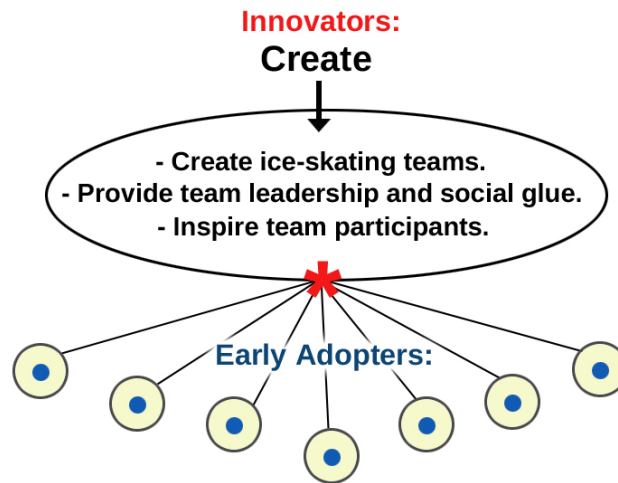 Innovators:
Create
- Create ice-skating teams.
- Provide team leadership and social glue.
- Inspire team participants.
*
Early Adopters: